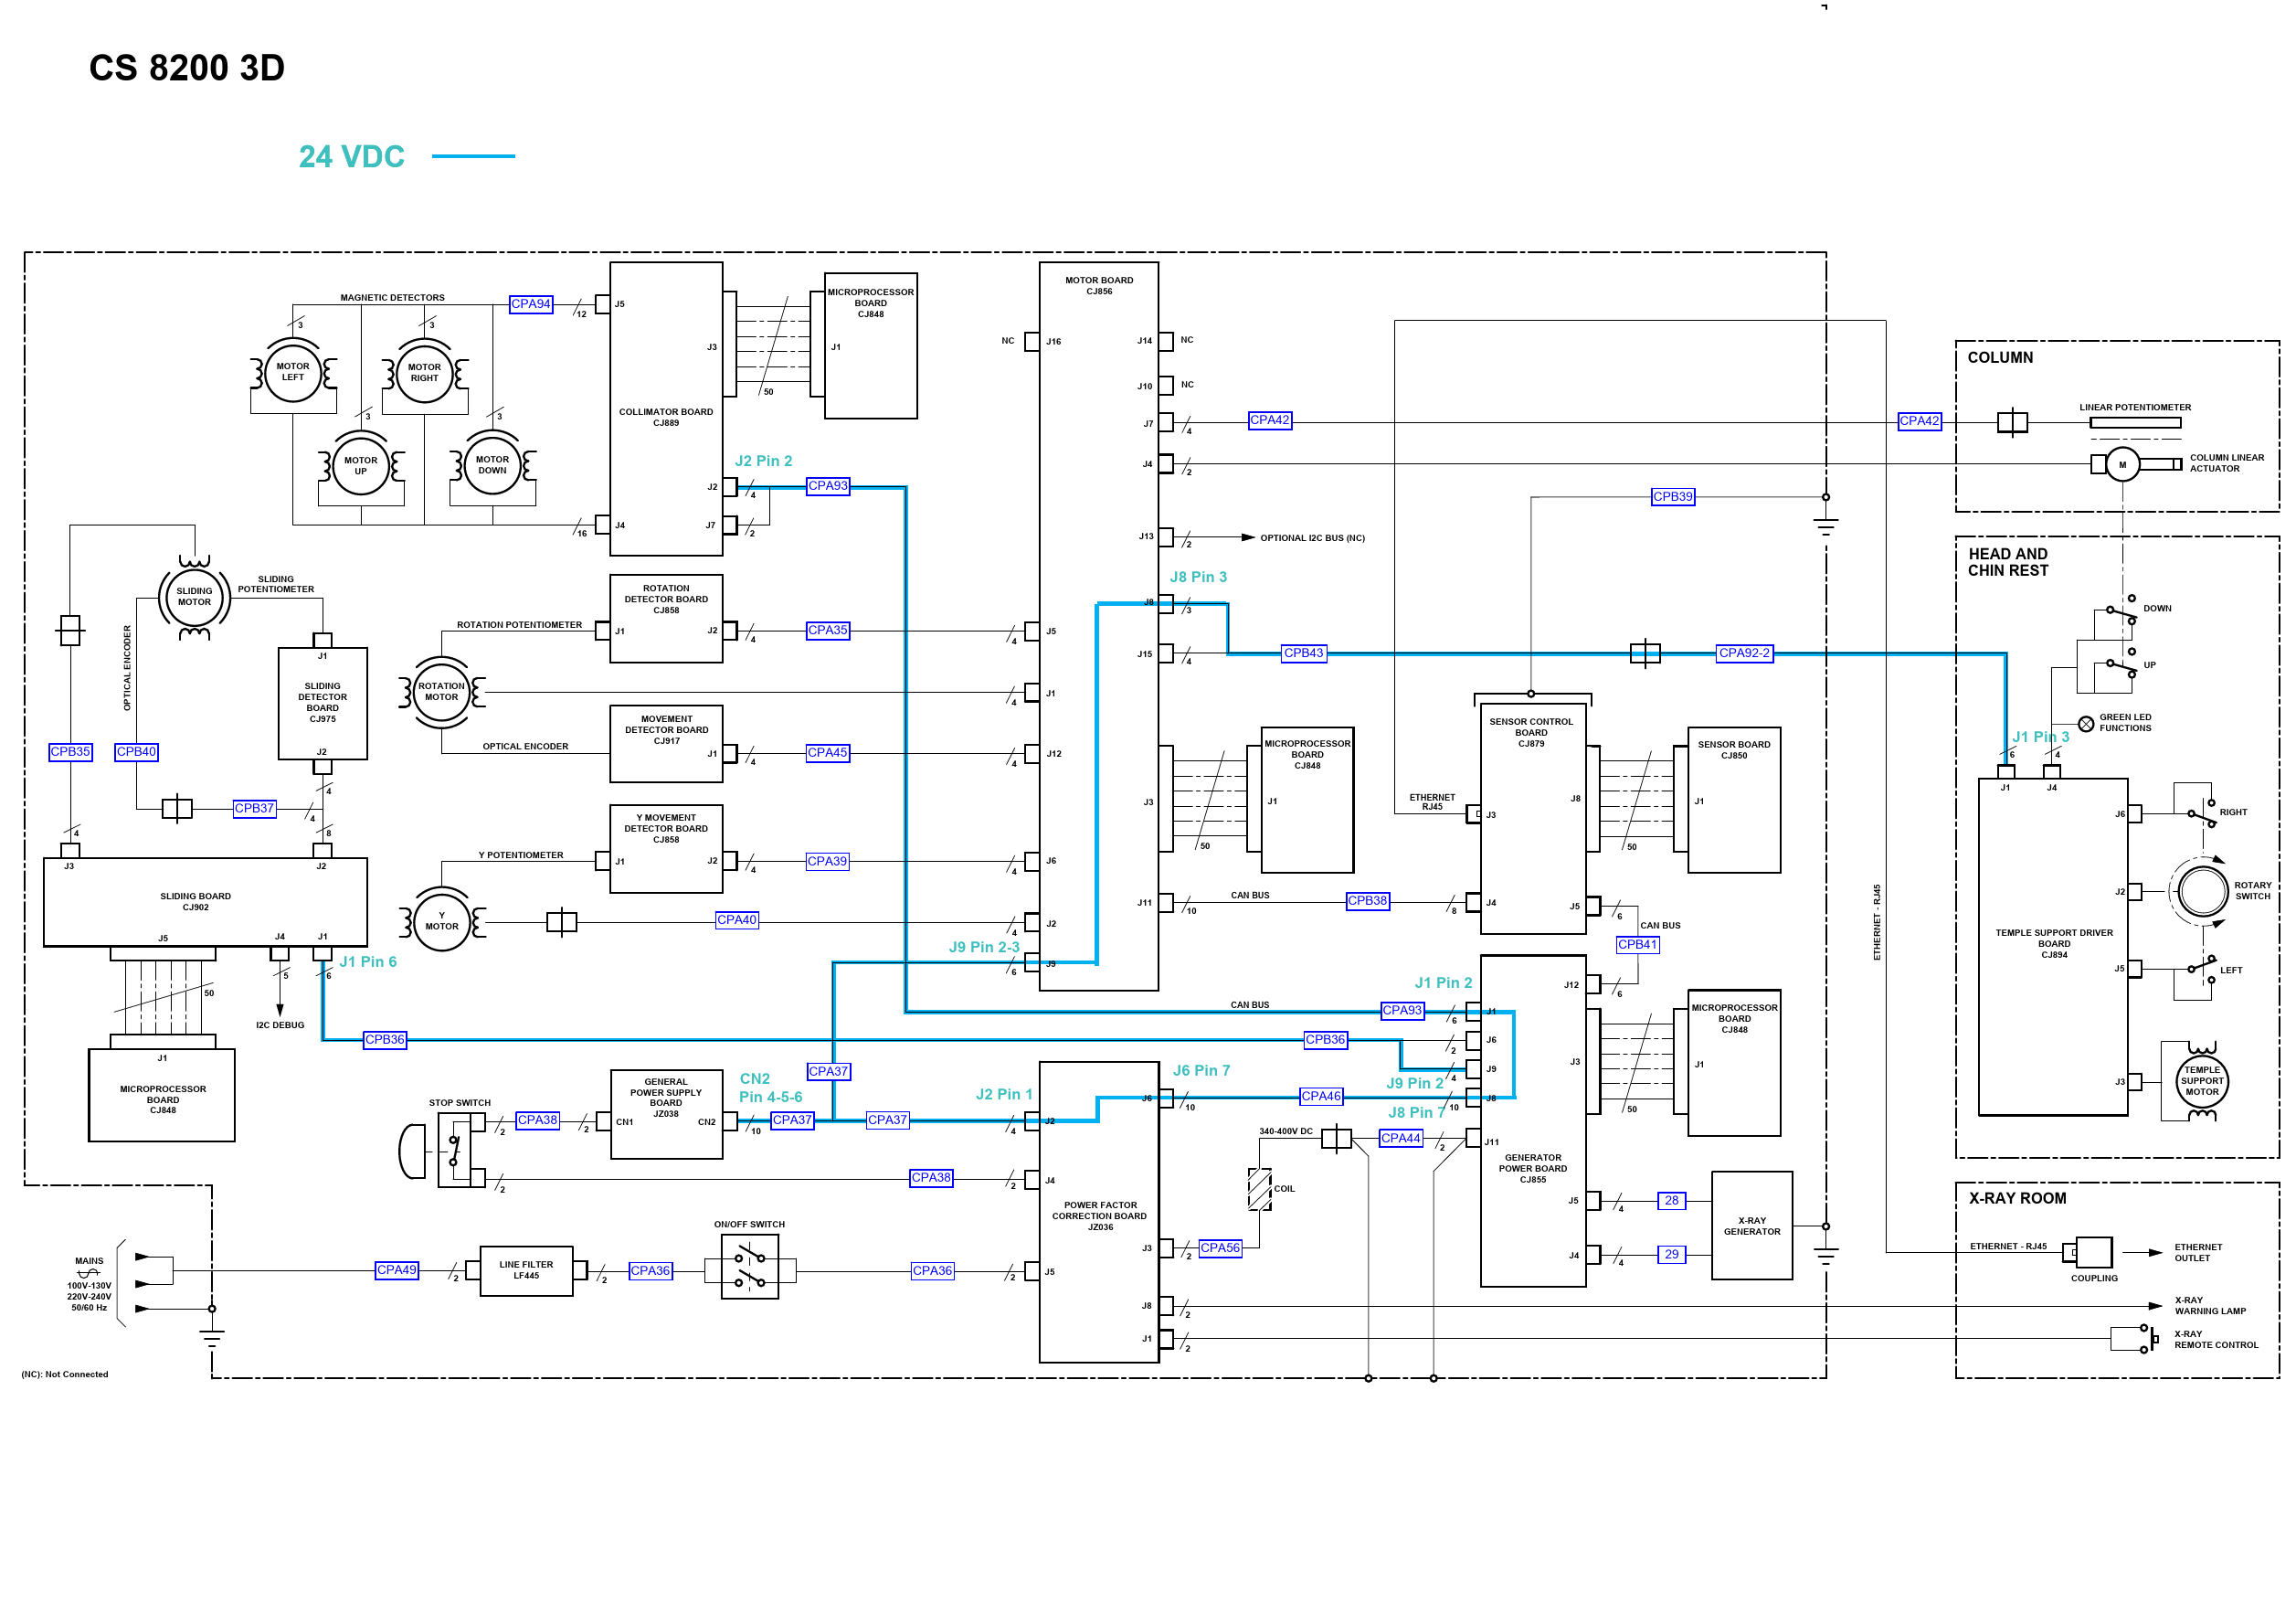 CS 8200 3D
24 VDC
MAGNETIC DETECTORS
CPA94
12
J5
3
3
MOTOR
LEFT
MOTOR
RIGHT
3
3
MOTOR
UP
MOTOR
DOWN
16
J4
J3
COLLIMATOR BOARD
CJ889
J2
J7
50
MICROPROCESSOR
BOARD
CJ848
J1
J2 Pin 2
4
CPA93
2
MOTOR BOARD
CJ856
NC
J16
J14
NC
J10
NC
J7
4
CPA42
CPA42
J4
2
J13
2
OPTIONAL I2C BUS (NC)
J8 Pin 3
J8
3
J15
4
CPB43
CPA92-2
CPB39
COLUMN
LINEAR POTENTIOMETER
M
COLUMN LINEAR
ACTUATOR
HEAD AND
CHIN REST
DOWN
UP
GREEN LED
FUNCTIONS
J1 Pin 3
6
4
J1
J4
J6
RIGHT
J2
ROTARY
SWITCH
TEMPLE SUPPORT DRIVER
BOARD
CJ894
J5
LEFT
J3
TEMPLE
SUPPORT
MOTOR
SLIDING
MOTOR
SLIDING
POTENTIOMETER
OPTICAL ENCODER
J1
SLIDING
DETECTOR
BOARD
CJ975
J2
CPB35
CPB40
4
CPB37
4
4
8
J3
J2
SLIDING BOARD
CJ902
J5
J4
J1
J1 Pin 6
5
6
50
I2C DEBUG
J1
MICROPROCESSOR
BOARD
CJ848
CPB36
CPB36
ROTATION
DETECTOR BOARD
CJ858
ROTATION POTENTIOMETER
J1
J2
4
CPA35
4
J5
ROTATION
MOTOR
4
J1
MOVEMENT
DETECTOR BOARD
CJ917
OPTICAL ENCODER
J1
4
CPA45
4
J12
Y MOVEMENT
DETECTOR BOARD
CJ858
Y POTENTIOMETER
J1
J2
4
CPA39
4
J6
Y
MOTOR
CPA40
4
J2
J9 Pin 2-3
6
J9
J3
50
MICROPROCESSOR
BOARD
CJ848
J1
J11
10
CAN BUS
CPB38
8
J4
SENSOR CONTROL
BOARD
CJ879
ETHERNET
RJ45
J3
J8
J5
50
SENSOR BOARD
CJ850
J1
6
CAN BUS
CPB41
6
J12
ETHERNET - RJ45
CAN BUS
CPA93
J1 Pin 2
6
J1
2
J6
4
J9
J9 Pin 2
J8
J8 Pin 7
10
J3
50
MICROPROCESSOR
BOARD
CJ848
J1
CPA37
STOP SWITCH
2
CPA38
2
CN1
GENERAL
POWER SUPPLY
BOARD
JZ038
CN2
CN2
Pin 4-5-6
10
CPA37
CPA37
J2 Pin 1
4
J2
J6
J6 Pin 7
10
CPA46
2
CPA38
2
J4
340-400V DC
CPA44
2
J11
GENERATOR
POWER BOARD
CJ855
COIL
POWER FACTOR
CORRECTION BOARD
JZ036
J5
4
28
J4
4
29
X-RAY
GENERATOR
MAINS
100V-130V
220V-240V
50/60 Hz
CPA49
2
LINE FILTER
LF445
2
CPA36
ON/OFF SWITCH
CPA36
2
J5
J3
2
CPA56
J8
2
J1
2
X-RAY ROOM
ETHERNET - RJ45
COUPLING
ETHERNET
OUTLET
X-RAY
WARNING LAMP
X-RAY
REMOTE CONTROL
(NC): Not Connected